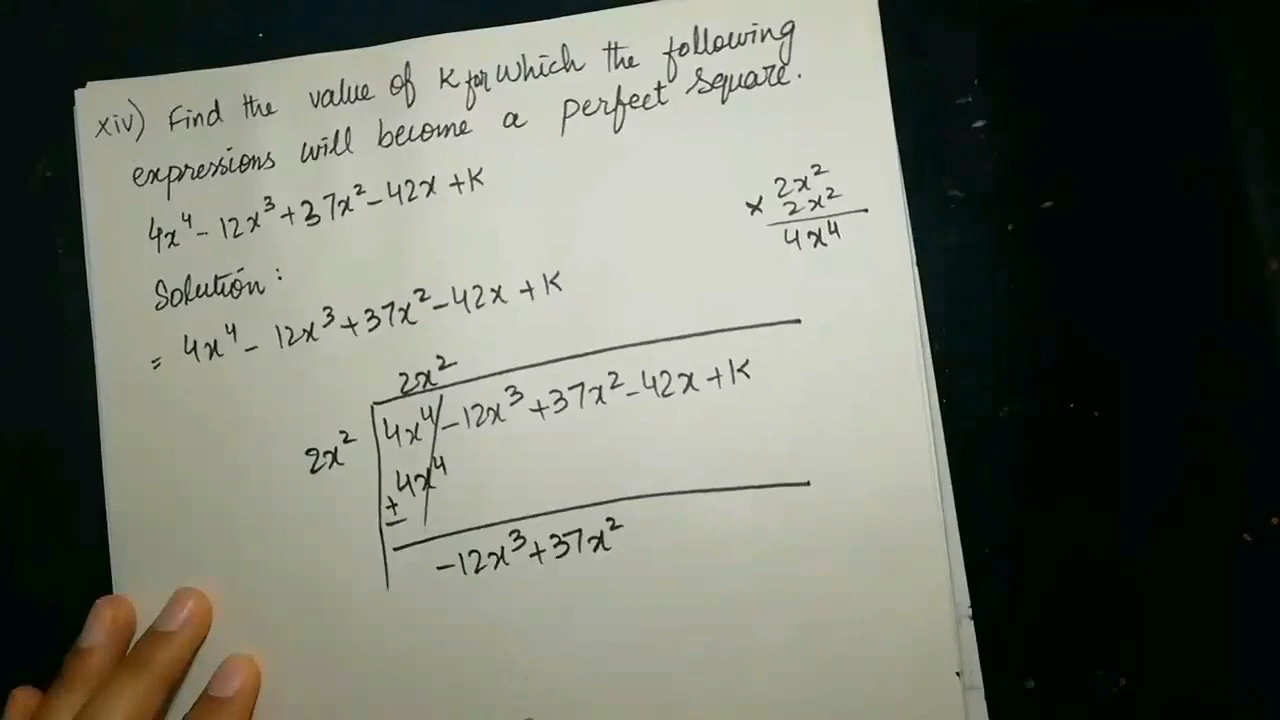 xiv) Find the value of K for which the following
expressions will become a perfect square.
4x⁴ - 12x³ + 37x² - 42x + K
2x²
× 2x²
4x⁴
Solution :
= 4x⁴ - 12x³ + 37x² - 42x + K
2x²
2x² 4x⁴ - 12x³ + 37x² - 42x + K
± 4x⁴
-12x³ + 37x²